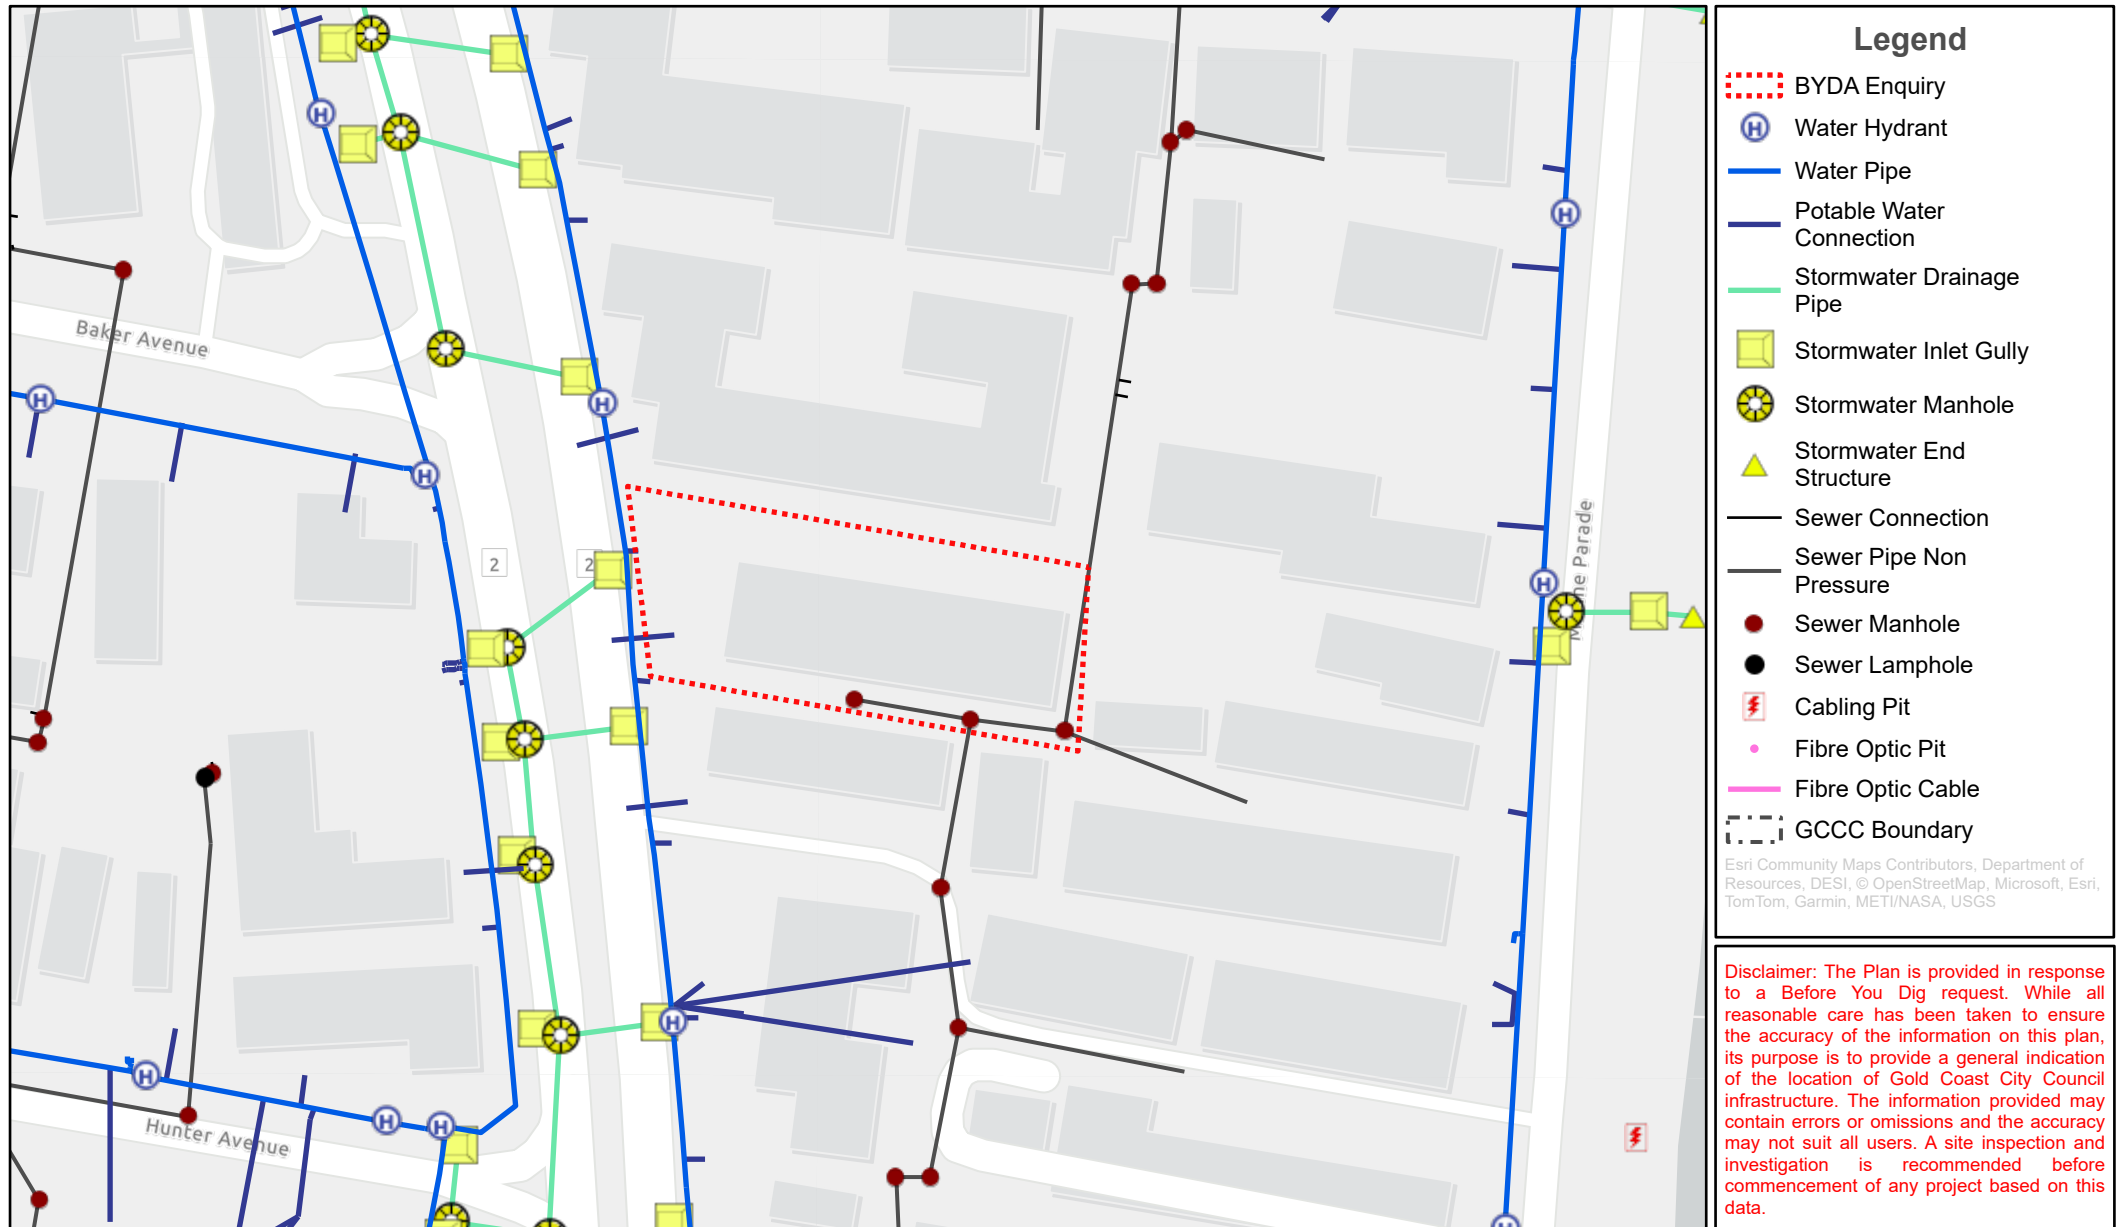 Baker Avenue
Hunter Avenue
2
2
H
H
H
H
H
H
H
H
H
H
H
H
Parade
Legend
BYDA Enquiry
H Water Hydrant
Water Pipe
Potable Water
Connection
Stormwater Drainage
Pipe
Stormwater Inlet Gully
Stormwater Manhole
Stormwater End
Structure
Sewer Connection
Sewer Pipe Non
Pressure
Sewer Manhole
Sewer Lamphole
Cabling Pit
Fibre Optic Pit
Fibre Optic Cable
GCCC Boundary
Esri Community Maps Contributors, Department of
Resources, DESI, © OpenStreetMap, Microsoft, Esri,
TomTom, Garmin, METI/NASA, USGS
Disclaimer: The Plan is provided in response
to a Before You Dig request. While all
reasonable care has been taken to ensure
the accuracy of the information on this plan,
its purpose is to provide a general indication
of the location of Gold Coast City Council
infrastructure. The information provided may
contain errors or omissions and the accuracy
may not suit all users. A site inspection and
investigation is recommended before
commencement of any project based on this
data.